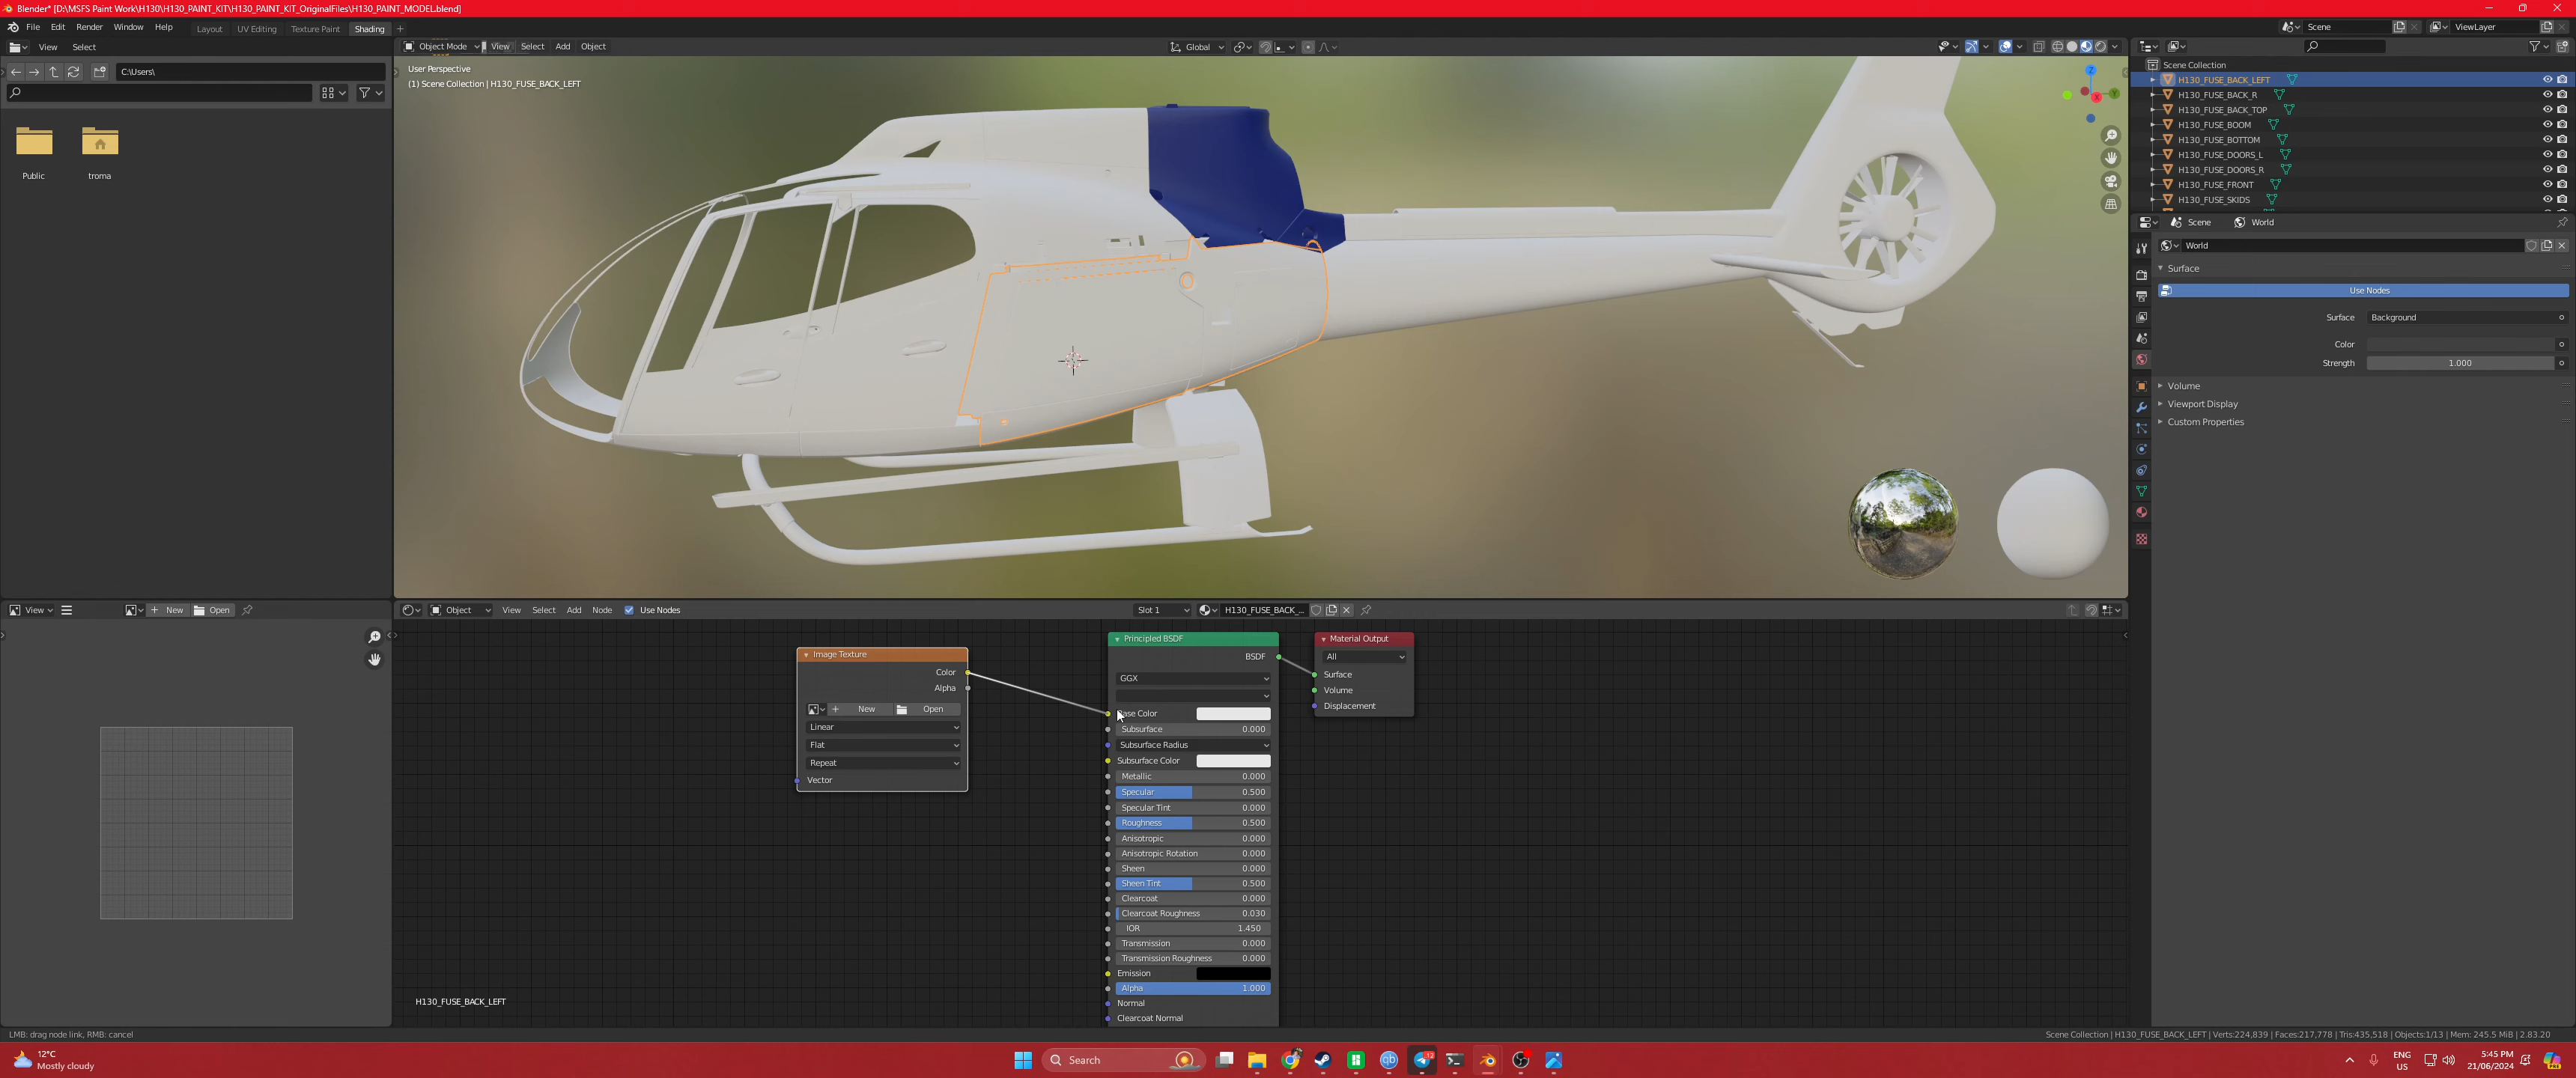 Blender* [D:\MSFS Paint Work\H130\H130_PAINT_KIT\H130_PAINT_KIT_OriginalFiles\H130_PAINT_MODEL.blend]
File Edit Render Window Help Layout UV Editing Texture Paint Shading +
Scene ViewLayer
View Select
Object Mode View Select Add Object Global
C:\Users\
Public troma
User Perspective
(1) Scene Collection | H130_FUSE_BACK_LEFT
Z
Y
X
Scene Collection
H130_FUSE_BACK_LEFT
H130_FUSE_BACK_R
H130_FUSE_BACK_TOP
H130_FUSE_BOOM
H130_FUSE_BOTTOM
H130_FUSE_DOORS_L
H130_FUSE_DOORS_R
H130_FUSE_FRONT
H130_FUSE_SKIDS
Scene World
World
Surface
Use Nodes
Surface Background
Color
Strength 1.000
Volume
Viewport Display
Custom Properties
View New Open
Object View Select Add Node Use Nodes Slot 1 H130_FUSE_BACK_...
Image Texture
Color
Alpha
New Open
Linear
Flat
Repeat
Vector
Principled BSDF
BSDF
GGX
Base Color
Subsurface 0.000
Subsurface Radius
Subsurface Color
Metallic 0.000
Specular 0.500
Specular Tint 0.000
Roughness 0.500
Anisotropic 0.000
Anisotropic Rotation 0.000
Sheen 0.000
Sheen Tint 0.500
Clearcoat 0.000
Clearcoat Roughness 0.030
IOR 1.450
Transmission 0.000
Transmission Roughness 0.000
Emission
Alpha 1.000
Normal
Clearcoat Normal
Material Output
All
Surface
Volume
Displacement
H130_FUSE_BACK_LEFT
LMB: drag node link, RMB: cancel
Scene Collection | H130_FUSE_BACK_LEFT | Verts:224,839 | Faces:217,778 | Tris:435,518 | Objects:1/13 | Mem: 245.5 MiB | 2.83.20
12°C
Mostly cloudy
Search
12
ENG
US
5:45 PM
21/06/2024